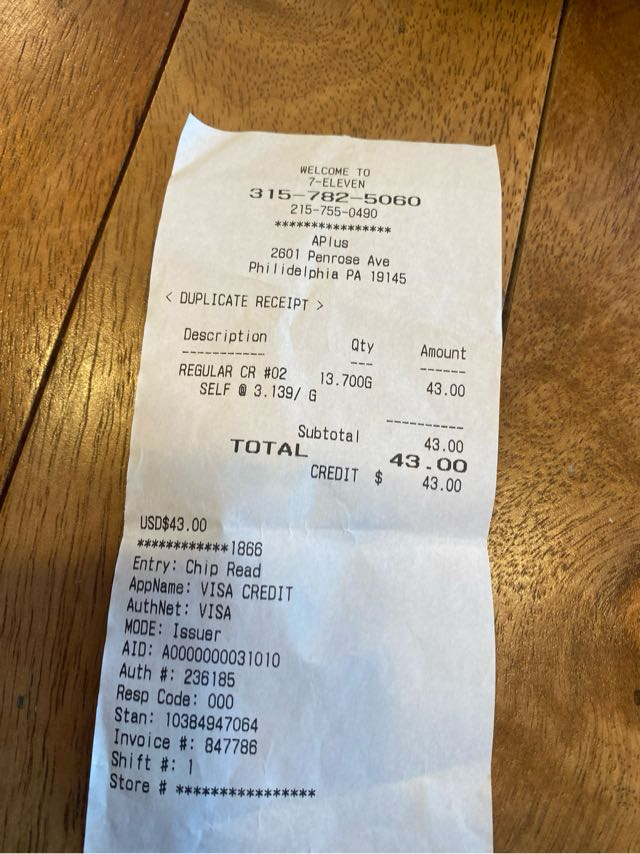 WELCOME TO
7-ELEVEN
315-782-5060
215-755-0490
****************
APlus
2601 Penrose Ave
Philidelphia PA 19145
< DUPLICATE RECEIPT >
Description Qty Amount
----------- --- ------
REGULAR CR #02 13.700G 43.00
SELF @ 3.139/ G
----------
Subtotal 43.00
TOTAL 43.00
CREDIT $ 43.00
USD$43.00
************1866
Entry: Chip Read
AppName: VISA CREDIT
AuthNet: VISA
MODE: Issuer
AID: A0000000031010
Auth #: 236185
Resp Code: 000
Stan: 10384947064
Invoice #: 847786
Shift #: 1
Store # ****************